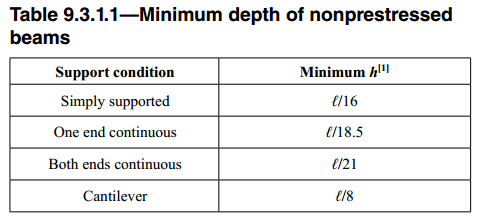 Table 9.3.1.1—Minimum depth of nonprestressed
beams
Support condition Minimum h[1]
Simply supported ℓ/16
One end continuous ℓ/18.5
Both ends continuous ℓ/21
Cantilever ℓ/8